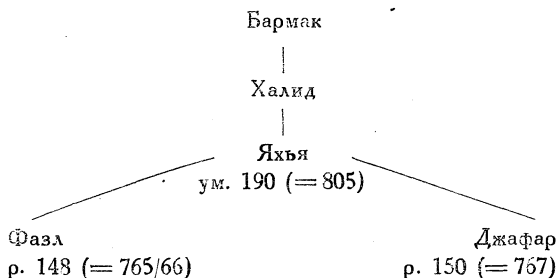 Бармак
Халид
Яхья
ум. 190 (=805)
Фазл Джафар
р. 148 (= 765/66) р. 150 (= 767)